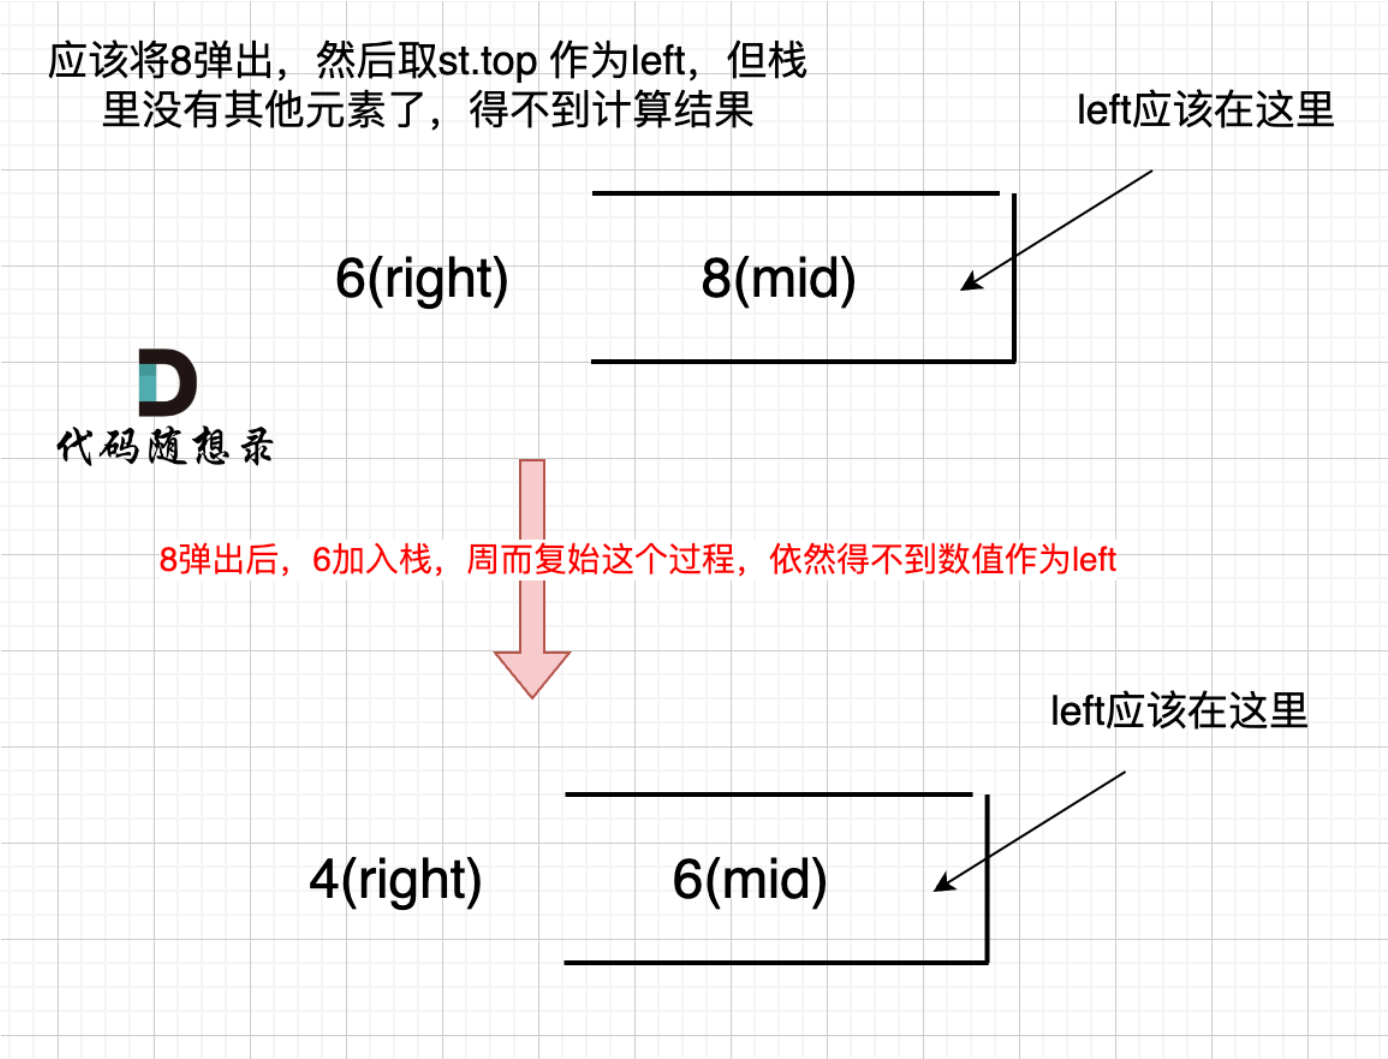 应该将8弹出，然后取st.top 作为left，但栈
里没有其他元素了，得不到计算结果
left应该在这里
6(right)
8(mid)
代码随想录
8弹出后，6加入栈，周而复始这个过程，依然得不到数值作为left
left应该在这里
4(right)
6(mid)